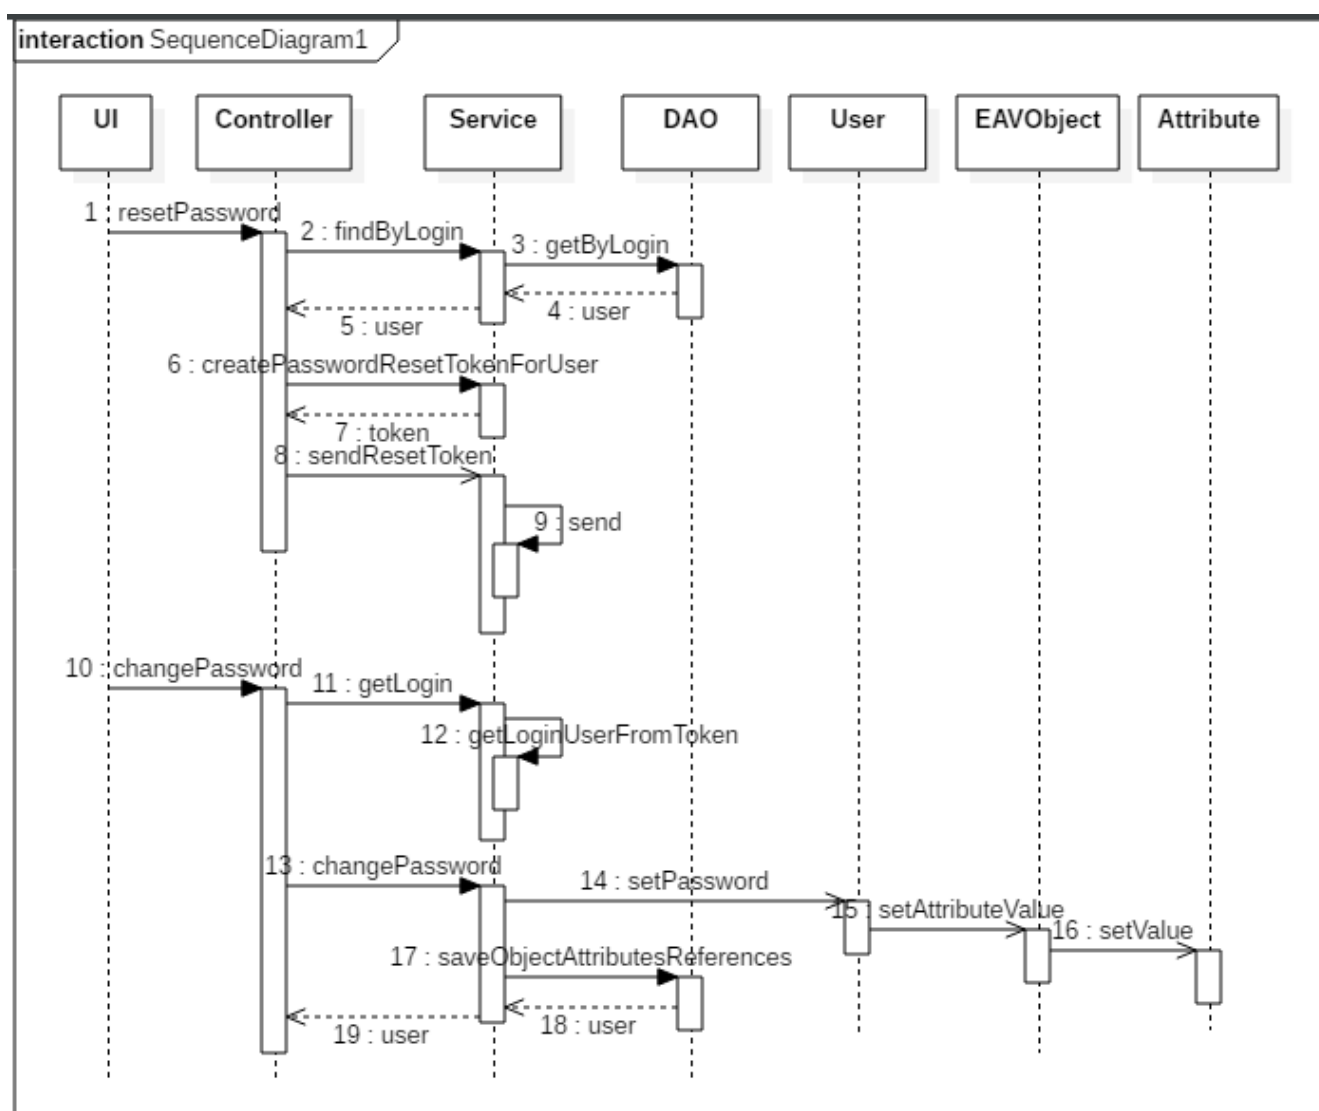 interaction SequenceDiagram1
UI
Controller
Service
DAO
User
EAVObject
Attribute
1 : resetPassword
2 : findByLogin
3 : getByLogin
4 : user
5 : user
6 : createPasswordResetTokenForUser
7 : token
8 : sendResetToken
9 : send
10 : changePassword
11 : getLogin
12 : getLoginUserFromToken
13 : changePassword
14 : setPassword
15 : setAttributeValue
16 : setValue
17 : saveObjectAttributesReferences
18 : user
19 : user